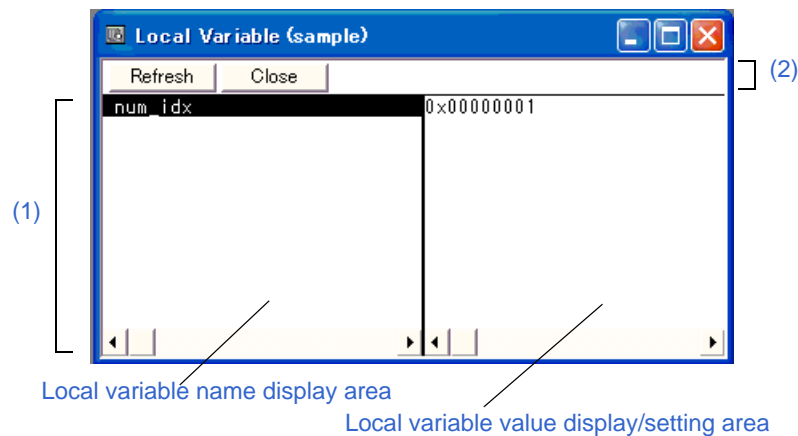 Local Variable (sample)
Refresh Close
(2)
num_idx 0x00000001
(1)
Local variable name display area
Local variable value display/setting area